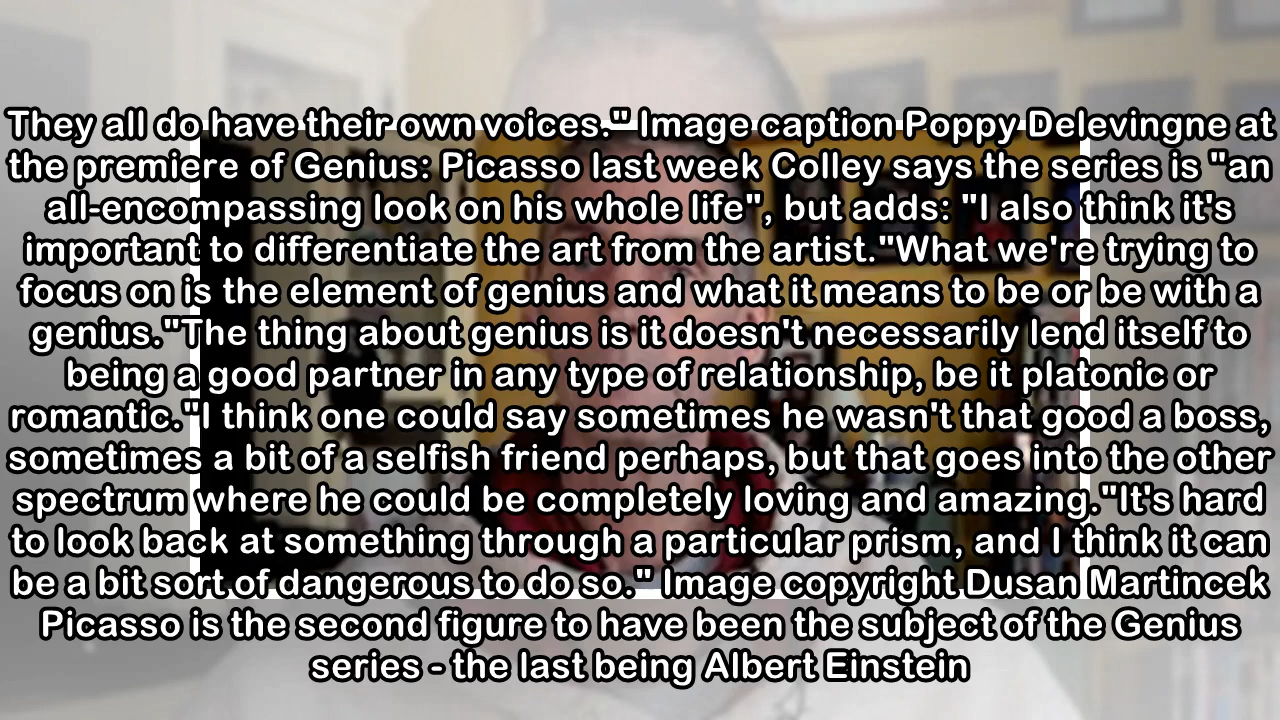 They all do have their own voices." Image caption Poppy Delevingne at
the premiere of Genius: Picasso last week Colley says the series is "an
all-encompassing look on his whole life", but adds: "I also think it's
important to differentiate the art from the artist."What we're trying to
focus on is the element of genius and what it means to be or be with a
genius."The thing about genius is it doesn't necessarily lend itself to
being a good partner in any type of relationship, be it platonic or
romantic."I think one could say sometimes he wasn't that good a boss,
sometimes a bit of a selfish friend perhaps, but that goes into the other
spectrum where he could be completely loving and amazing."It's hard
to look back at something through a particular prism, and I think it can
be a bit sort of dangerous to do so." Image copyright Dusan Martincek
Picasso is the second figure to have been the subject of the Genius
series - the last being Albert Einstein